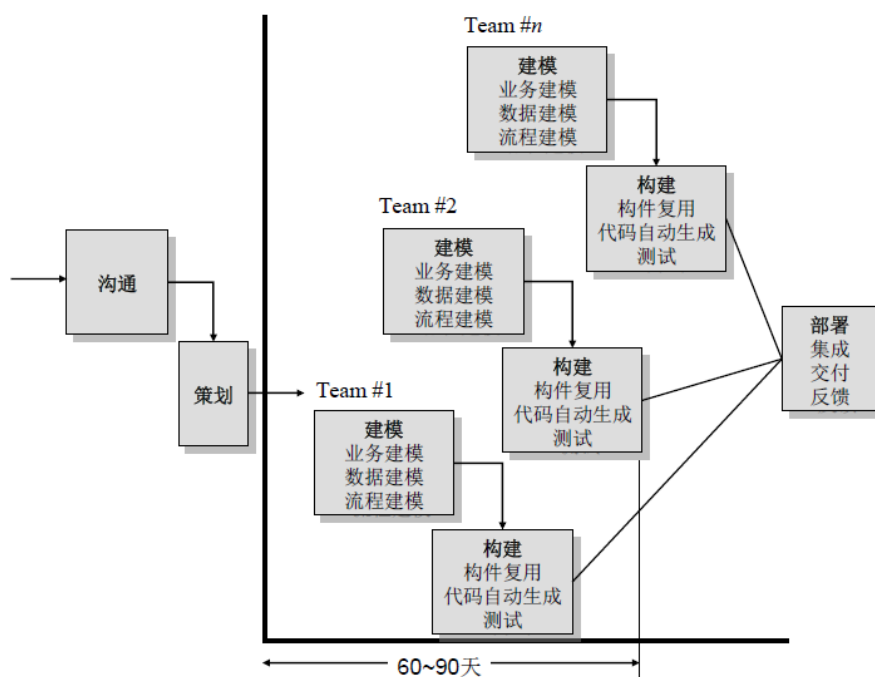 Team #n
建模
业务建模
数据建模
流程建模
构建
构件复用
代码自动生成
测试
Team #2
建模
业务建模
数据建模
流程建模
构建
构件复用
代码自动生成
测试
沟通
策划
Team #1
建模
业务建模
数据建模
流程建模
构建
构件复用
代码自动生成
测试
部署
集成
交付
反馈
60~90天